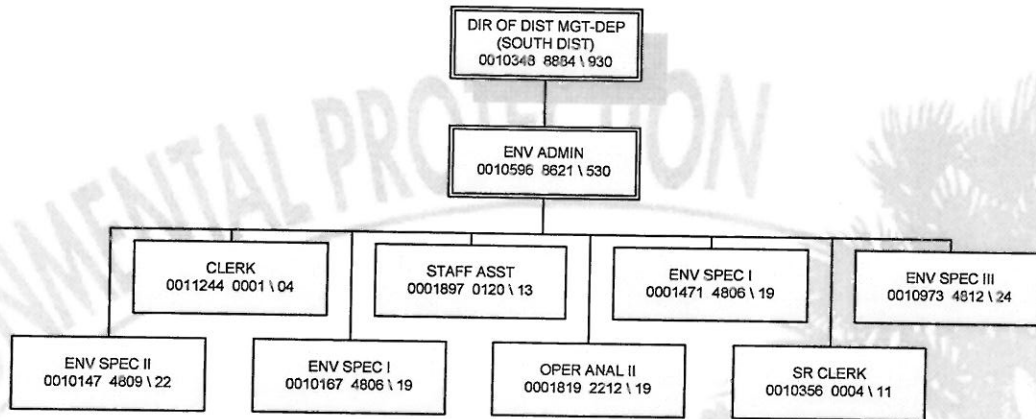 DIR OF DIST MGT-DEP
(SOUTH DIST)
0010348 8884 \ 930
ENV ADMIN
0010596 8621 \ 530
CLERK
0011244 0001 \ 04
STAFF ASST
0001897 0120 \ 13
ENV SPEC I
0001471 4806 \ 19
ENV SPEC III
0010973 4812 \ 24
ENV SPEC II
0010147 4809 \ 22
ENV SPEC I
0010167 4806 \ 19
OPER ANAL II
0001819 2212 \ 19
SR CLERK
0010356 0004 \ 11
NMENTAL PROTECTION